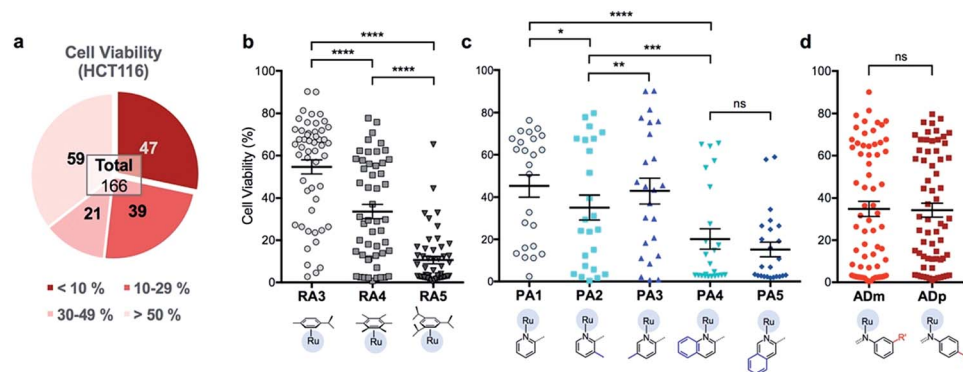 a
Cell Viability
(HCT116)
59
47
Total
166
21
39
< 10 %
10-29 %
30-49 %
> 50 %
b
****
****
****
100
80
60
40
20
0
Cell Viability (%)
RA3
RA4
RA5
Ru
Ru
Ru
c
****
*
***
**
ns
100
80
60
40
20
0
PA1
PA2
PA3
PA4
PA5
Ru
N
Ru
N
Ru
N
Ru
N
Ru
N
d
ns
100
80
60
40
20
0
ADm
ADp
Ru
N
R'
Ru
N